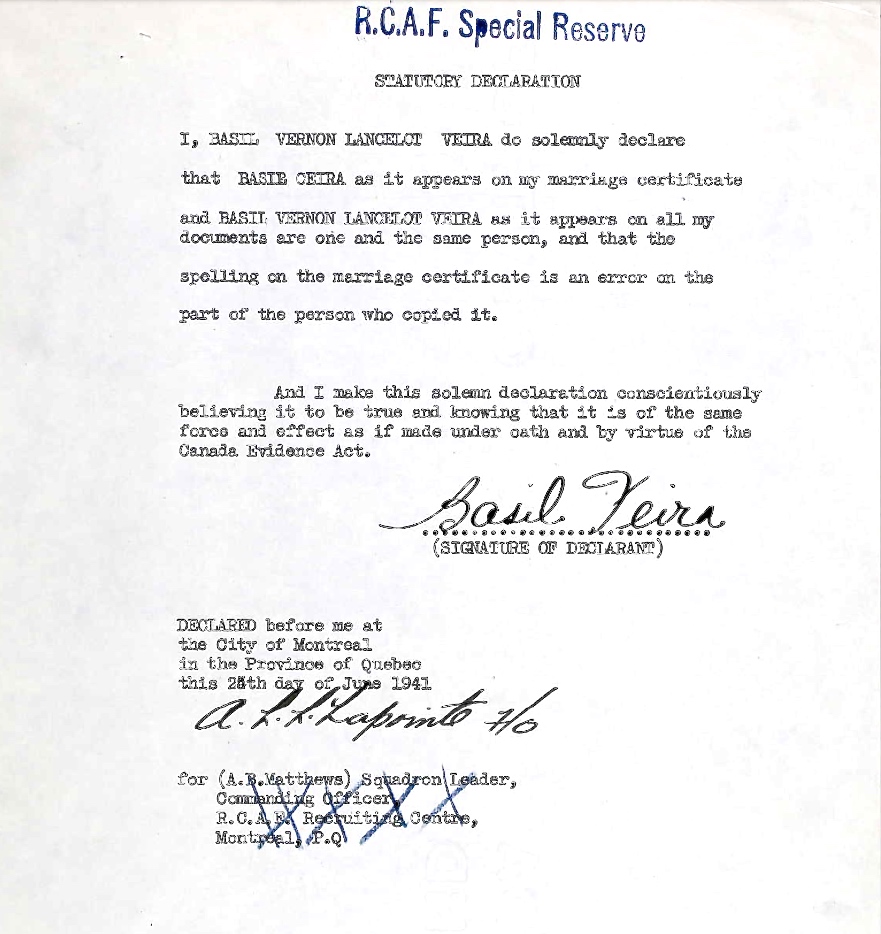 R.C.A.F. Special Reserve
STATUTORY DECLARATION
I, BASIL VERNON LANCELOT VEIRA do solemnly declare
that BASIE CEIRA as it appears on my marriage certificate
and BASIL VERNON LANCELOT VEIRA as it appears on all my
documents are one and the same person, and that the
spelling on the marriage certificate is an error on the
part of the person who copied it.
And I make this solemn declaration conscientiously
believing it to be true and knowing that it is of the same
force and effect as if made under oath and by virtue of the
Canada Evidence Act.
Basil Veira
(SIGNATURE OF DECLARANT)
DECLARED before me at
the City of Montreal
in the Province of Quebec
this day of June 1941
A. L. L. Lapointe F/O
for (A.B.Matthews) Squadron Leader,
Commanding Officer,
R.C.A.F. Recruiting Centre,
Montreal, P.Q